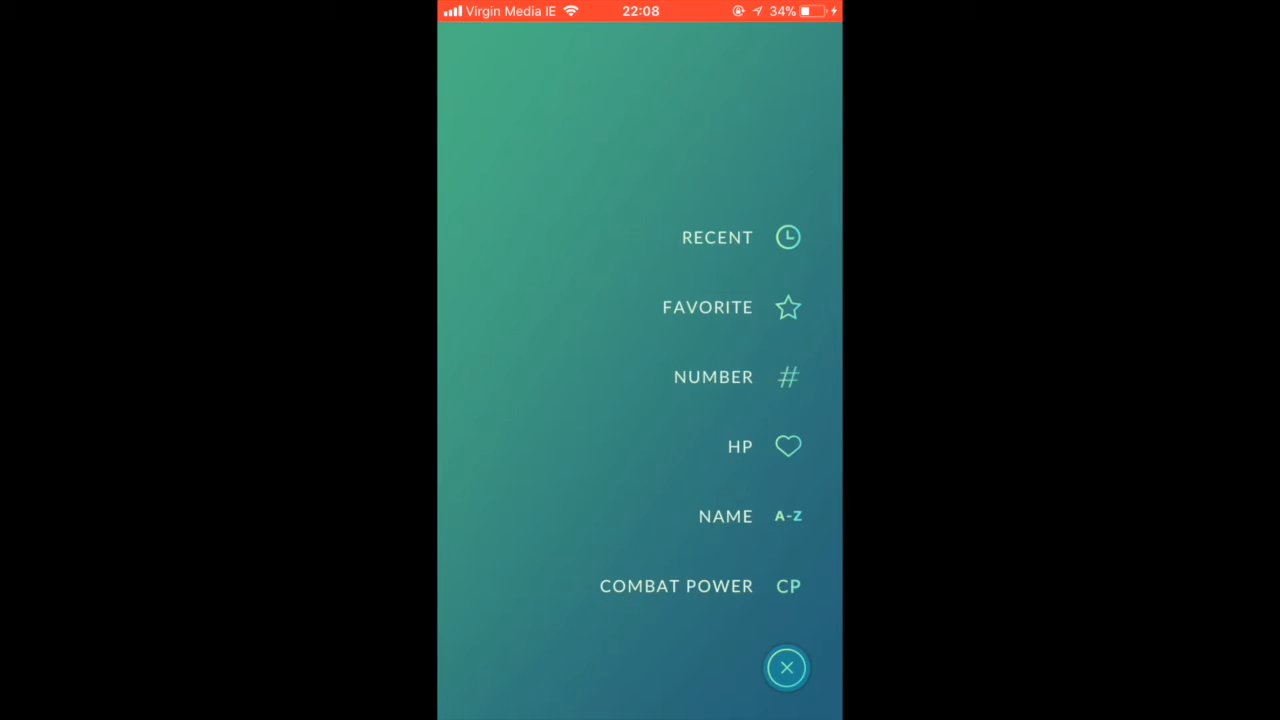 Virgin Media IE 22:08 34%
RECENT
FAVORITE
NUMBER #
HP
NAME A-Z
COMBAT POWER CP